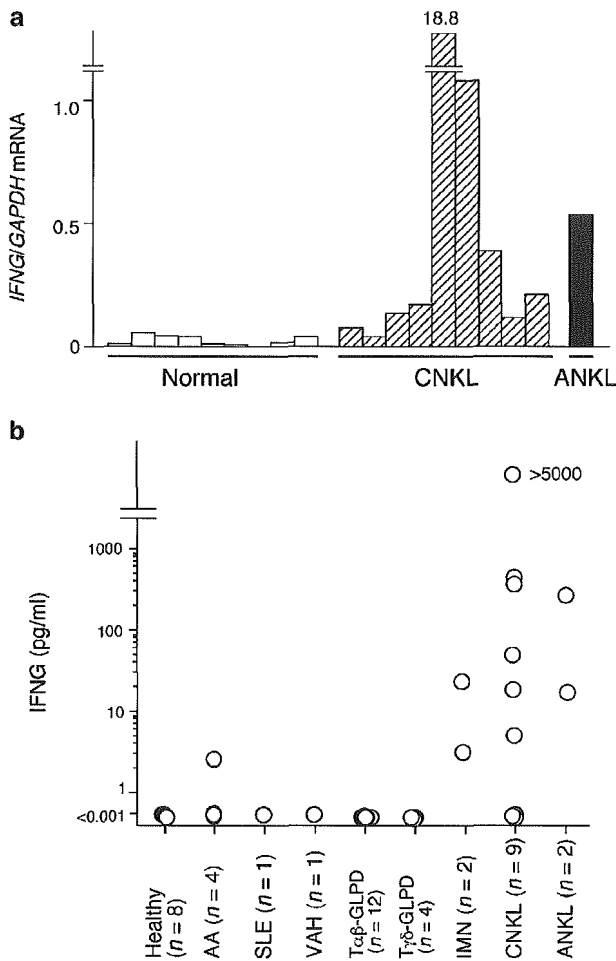 a
18.8
1.0
0.5
0
IFNG/GAPDH mRNA
Normal
CNKL
ANKL
b
>5000
1000
100
10
1
<0.001
IFNG (pg/ml)
Healthy
(n = 8)
AA (n = 4)
SLE (n = 1)
VAH (n = 1)
Tαβ-GLPD
(n = 12)
Tγδ-GLPD
(n = 4)
IMN (n = 2)
CNKL (n = 9)
ANKL (n = 2)